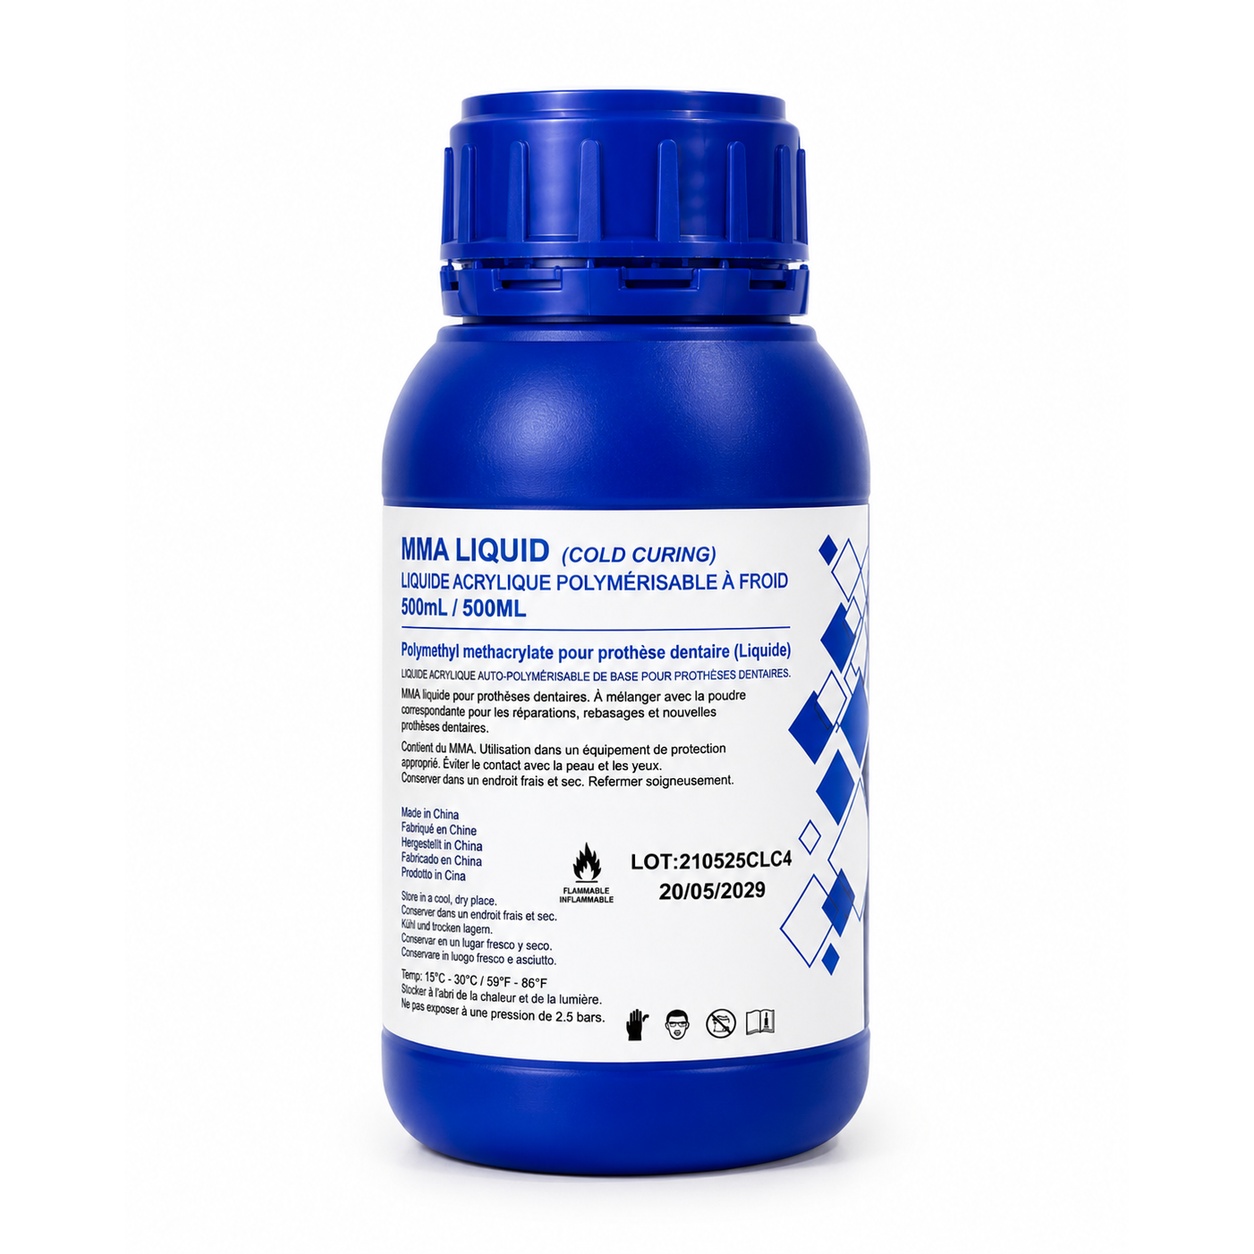 MMA LIQUID (COLD CURING)
LIQUIDE ACRYLIQUE POLYMÉRISABLE À FROID
500mL / 500ML
Polymethyl methacrylate pour prothèse dentaire (Liquide)
LIQUIDE ACRYLIQUE AUTO-POLYMÉRISABLE DE BASE POUR PROTHÈSES DENTAIRES.
MMA liquide pour prothèses dentaires. À mélanger avec la poudre
correspondante pour les réparations, rebasages et nouvelles
prothèses dentaires.
Contient du MMA. Utilisation dans un équipement de protection
approprié. Éviter le contact avec la peau et les yeux.
Conserver dans un endroit frais et sec. Refermer soigneusement.
Made in China
Fabriqué en Chine
Hergestellt in China
Fabricado en China
Prodotto in Cina
FLAMMABLE
INFLAMMABLE
LOT:210525CLC4
20/05/2029
Store in a cool, dry place.
Conserver dans un endroit frais et sec.
Kühl und trocken lagern.
Conservar en un lugar fresco y seco.
Conservare in luogo fresco e asciutto.
Temp: 15°C - 30°C / 59°F - 86°F
Stocker à l'abri de la chaleur et de la lumière.
Ne pas exposer à une pression de 2.5 bars.